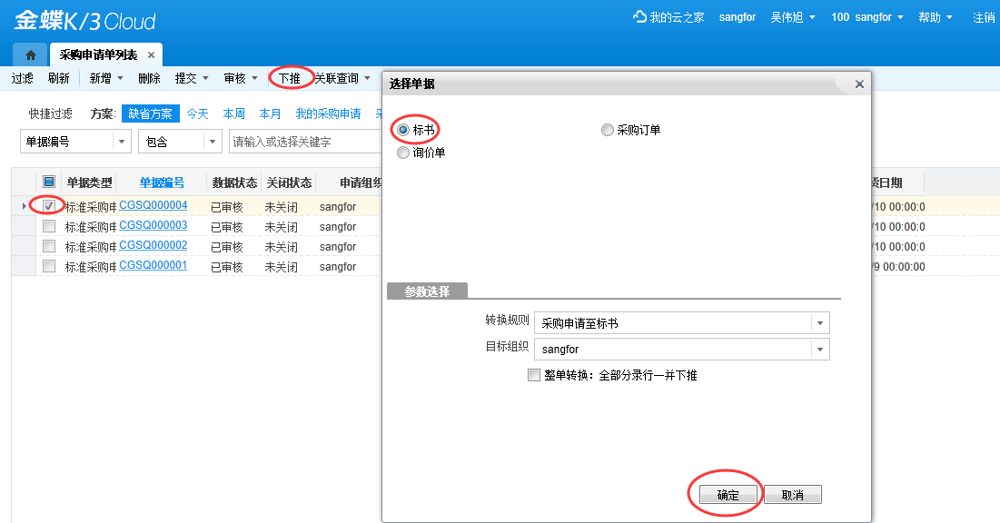 金蝶K/3 Cloud
我的云之家 sangfor 吴伟旭 100 sangfor 帮助 注销
采购申请单列表 ×
过滤 刷新 新增 删除 提交 审核 下推 关联查询
快捷过滤 方案: 缺省方案 今天 本周 本月 我的采购申请
单据编号 包含 请输入或选择关键字
单据类型 单据编号 数据状态 关闭状态 申请组织 日期
标准采购申 CGSQ000004 已审核 未关闭 sangfor /10 00:00:0
标准采购申 CGSQ000003 已审核 未关闭 sangfor /10 00:00:0
标准采购申 CGSQ000002 已审核 未关闭 sangfor /10 00:00:0
标准采购申 CGSQ000001 已审核 未关闭 sangfor /9 00:00:00
选择单据
标书 采购订单
询价单
参数选择
转换规则 采购申请至标书
目标组织 sangfor
整单转换：全部分录行一并下推
确定 取消